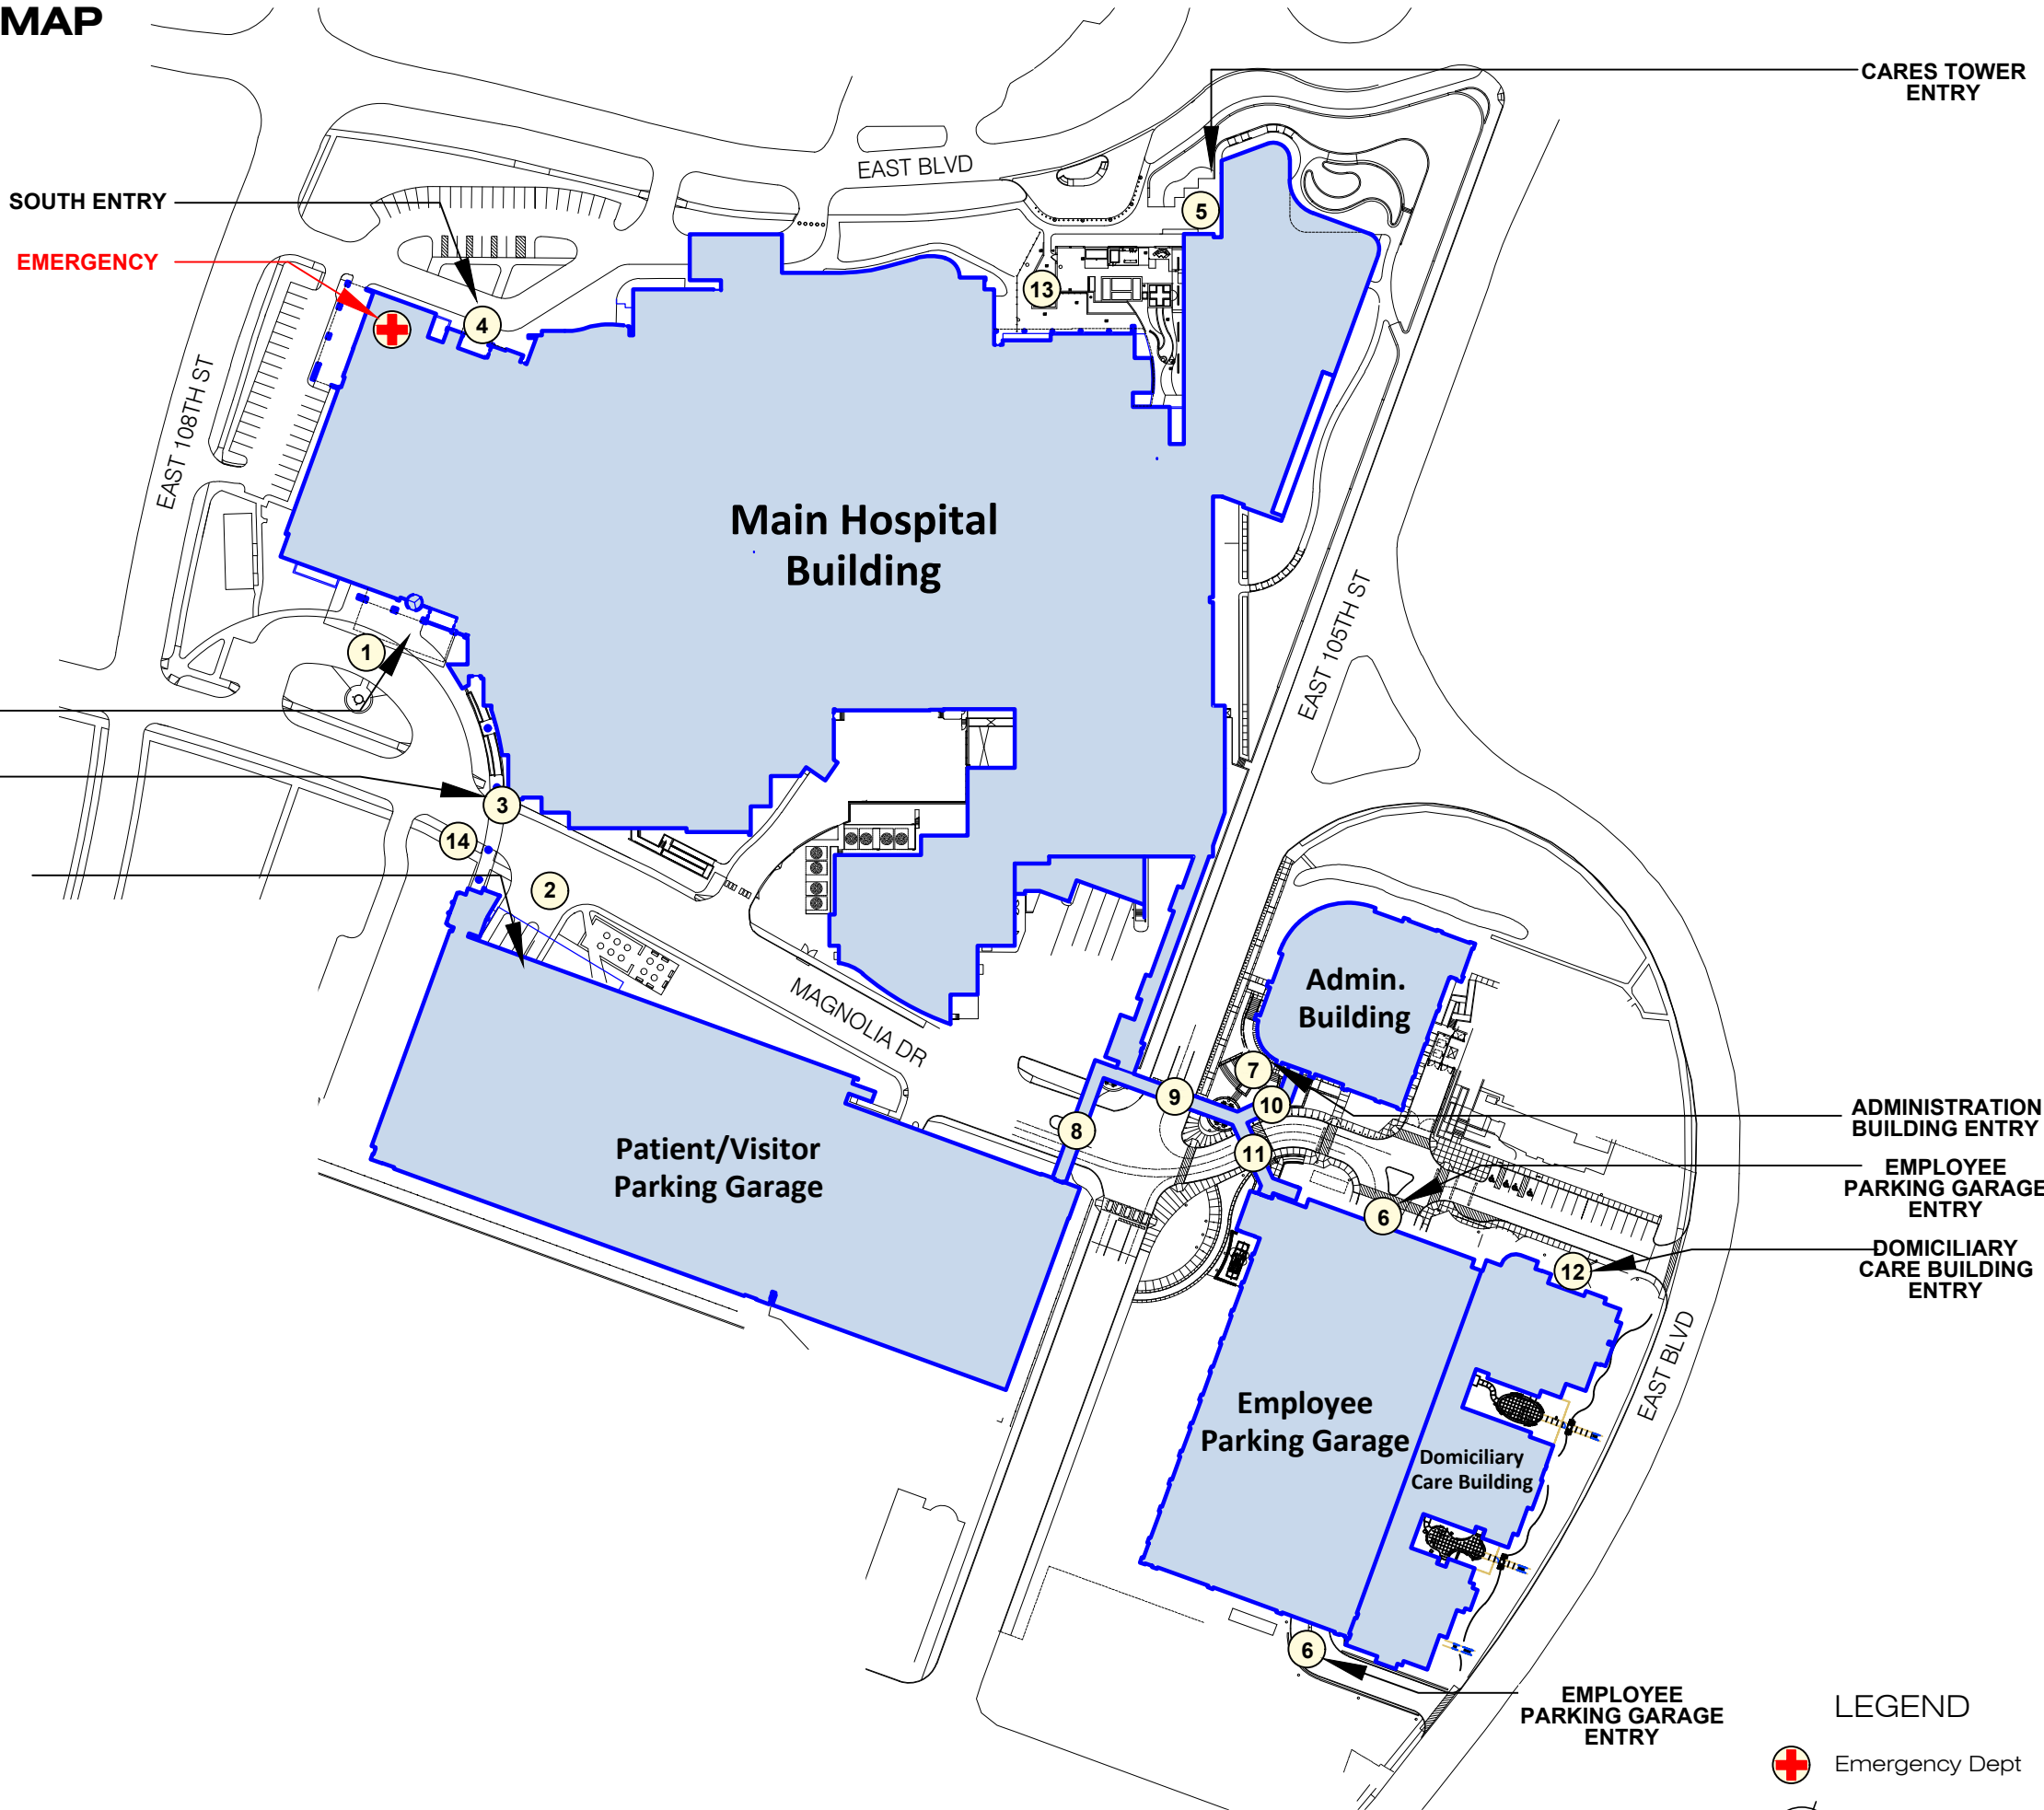 MAP
CARES TOWER
ENTRY
EAST BLVD
SOUTH ENTRY
5
EMERGENCY
13
4
EAST 108TH ST
Main Hospital
Building
EAST 105TH ST
1
3
14
2
Admin.
Building
MAGNOLIA DR
7
9
10
ADMINISTRATION
BUILDING ENTRY
8
Patient/Visitor
Parking Garage
11
EMPLOYEE
PARKING GARAGE
ENTRY
6
DOMICILIARY
CARE BUILDING
ENTRY
12
EAST BLVD
Employee
Parking Garage
Domiciliary
Care Building
6
EMPLOYEE
PARKING GARAGE
ENTRY
LEGEND
Emergency Dept